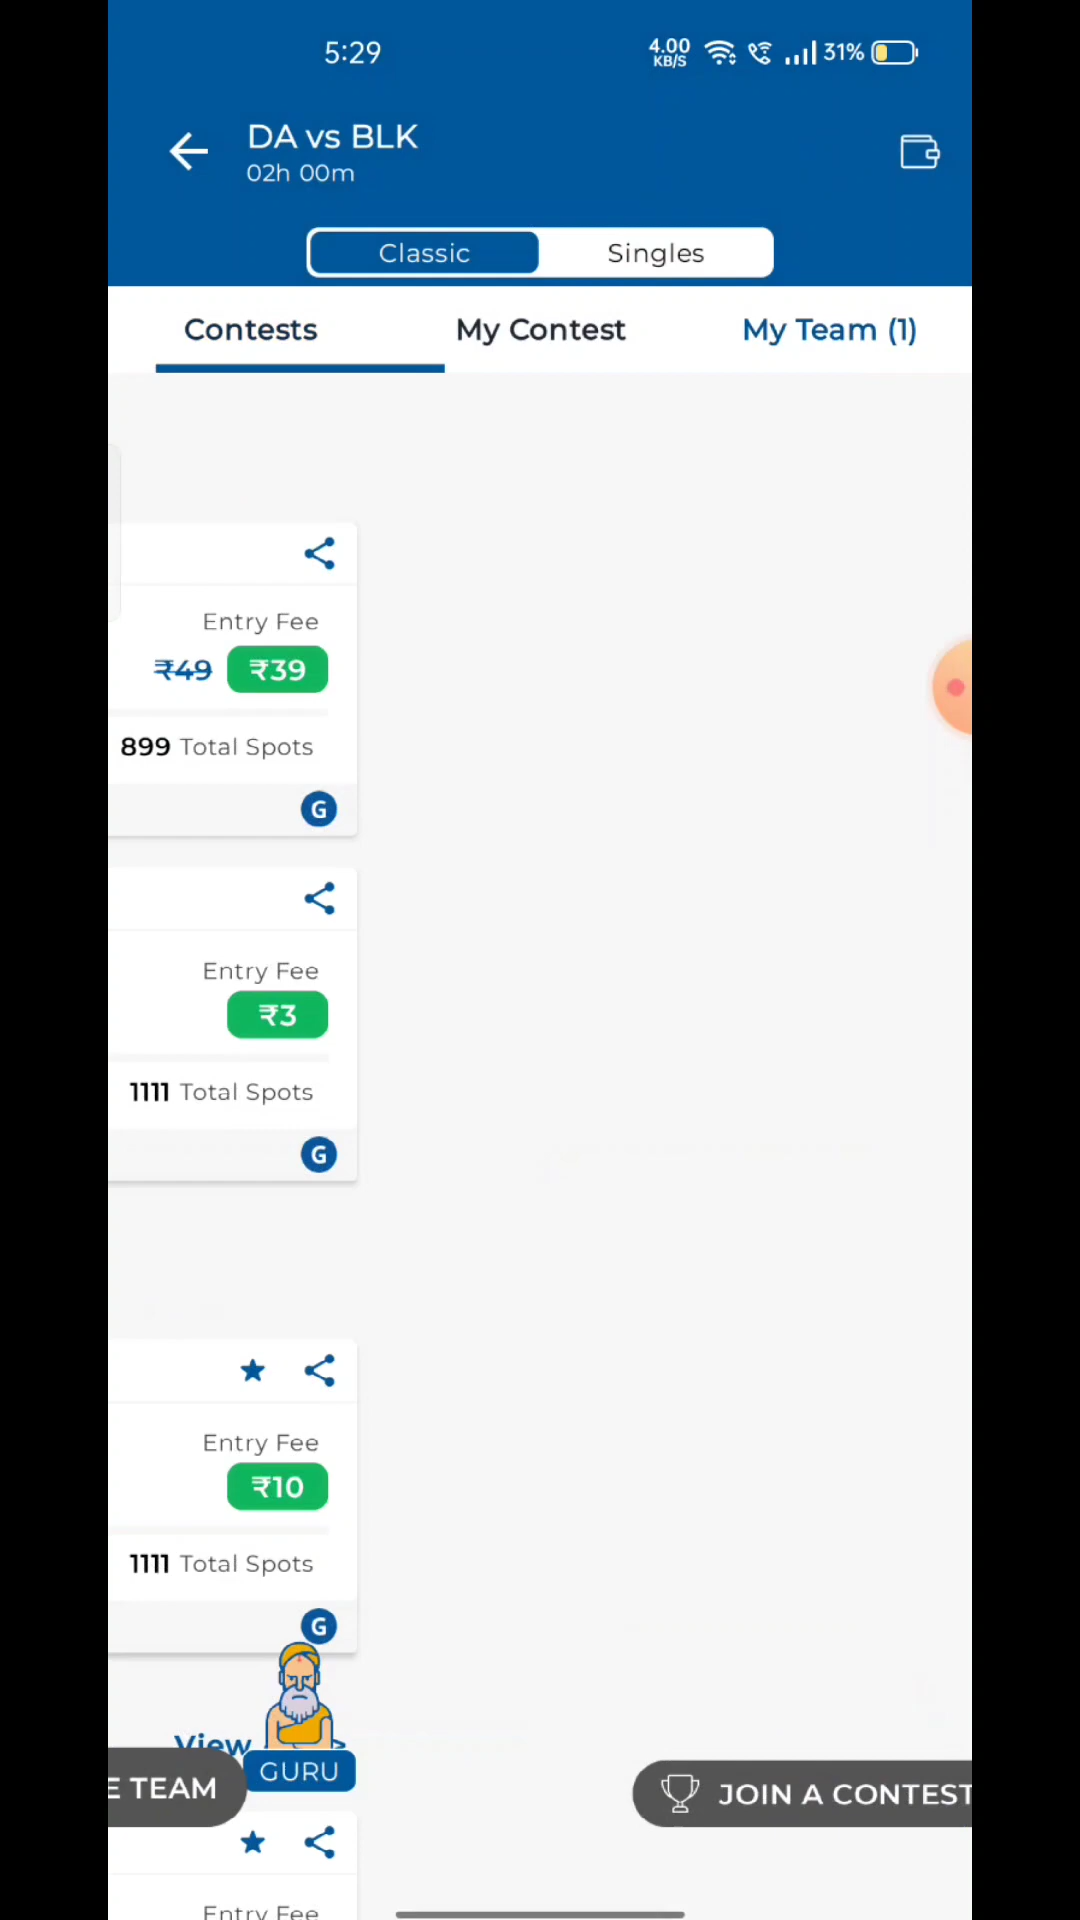 5:29
4.00
KB/S
31%
DA vs BLK
02h 00m
Classic
Singles
Contests
My Contest
My Team (1)
Entry Fee
₹49
₹39
899 Total Spots
G
Entry Fee
₹3
1111 Total Spots
G
Entry Fee
₹10
1111 Total Spots
G
View
>
GURU
E TEAM
JOIN A CONTEST
Entry Fee